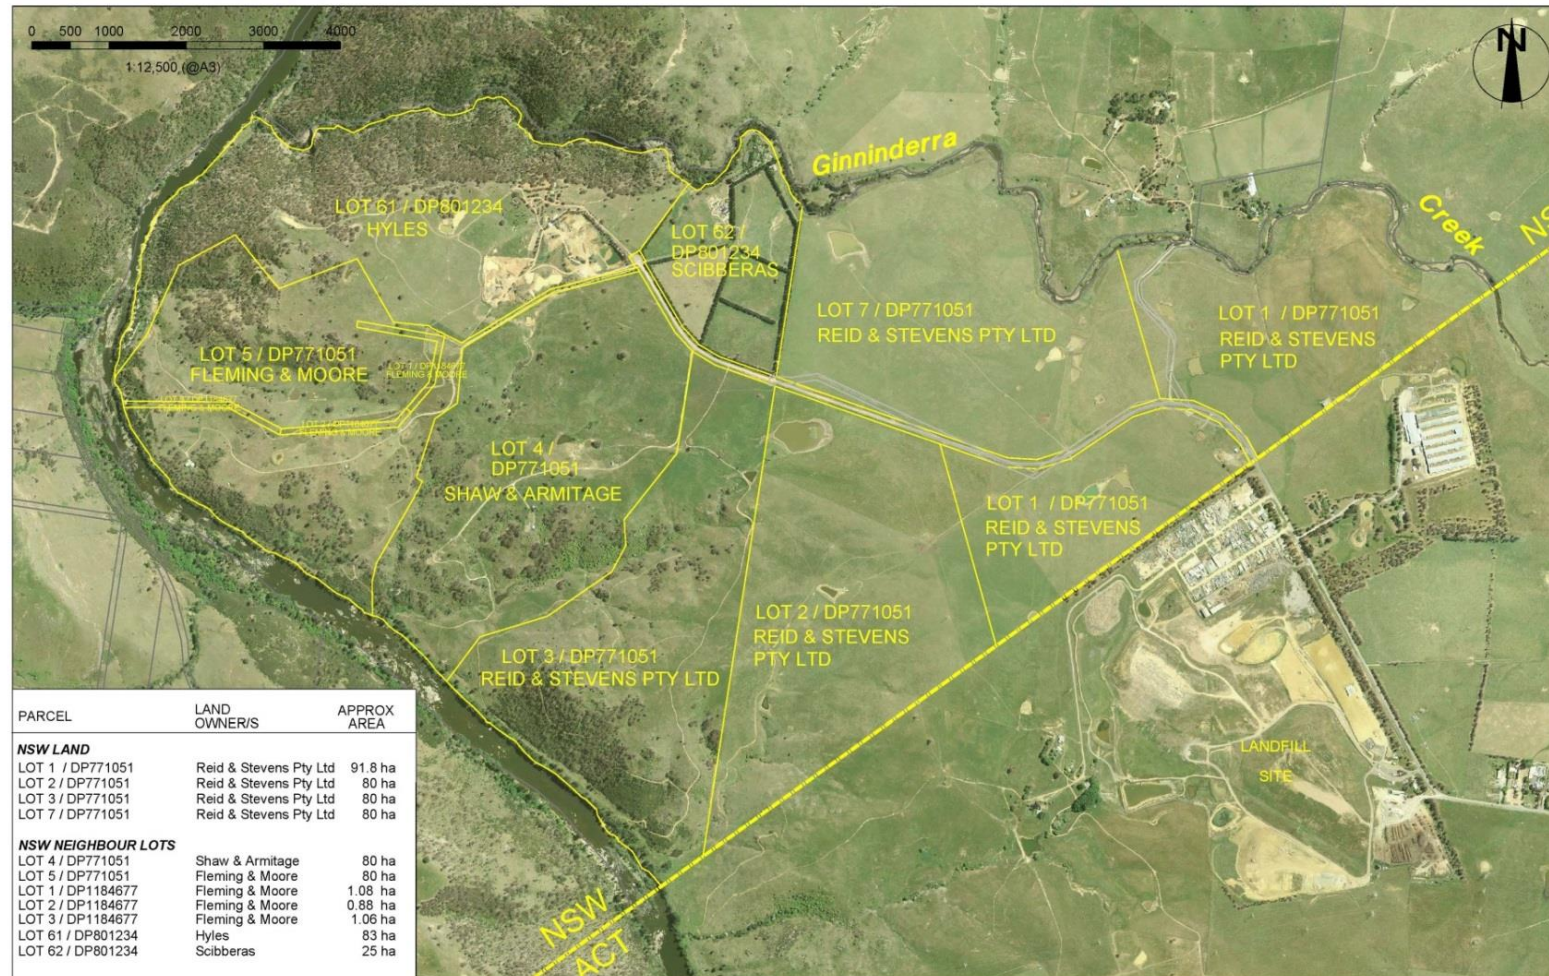 0 500 1000 2000 3000 4000
1:12,500 (@A3)
N
Ginninderra
Creek
LOT 61 / DP801234
HYLES
LOT 62 /
DP801234
SCIBBERAS
LOT 7 / DP771051
REID & STEVENS PTY LTD
LOT 1 / DP771051
REID & STEVENS
PTY LTD
LOT 5 / DP771051
FLEMING & MOORE
FLEMING & MOORE
FLEMING & MOORE
LOT 4 /
DP771051
SHAW & ARMITAGE
LOT 1 / DP771051
REID & STEVENS
PTY LTD
LOT 2 / DP771051
REID & STEVENS
PTY LTD
LOT 3 / DP771051
REID & STEVENS PTY LTD
LANDFILL
SITE
NSW
ACT
PARCEL LAND OWNER/S APPROX AREA
NSW LAND
LOT 1 / DP771051 Reid & Stevens Pty Ltd 91.8 ha
LOT 2 / DP771051 Reid & Stevens Pty Ltd 80 ha
LOT 3 / DP771051 Reid & Stevens Pty Ltd 80 ha
LOT 7 / DP771051 Reid & Stevens Pty Ltd 80 ha
NSW NEIGHBOUR LOTS
LOT 4 / DP771051 Shaw & Armitage 80 ha
LOT 5 / DP771051 Fleming & Moore 80 ha
LOT 1 / DP1184677 Fleming & Moore 1.08 ha
LOT 2 / DP1184677 Fleming & Moore 0.88 ha
LOT 3 / DP1184677 Fleming & Moore 1.06 ha
LOT 61 / DP801234 Hyles 83 ha
LOT 62 / DP801234 Scibberas 25 ha